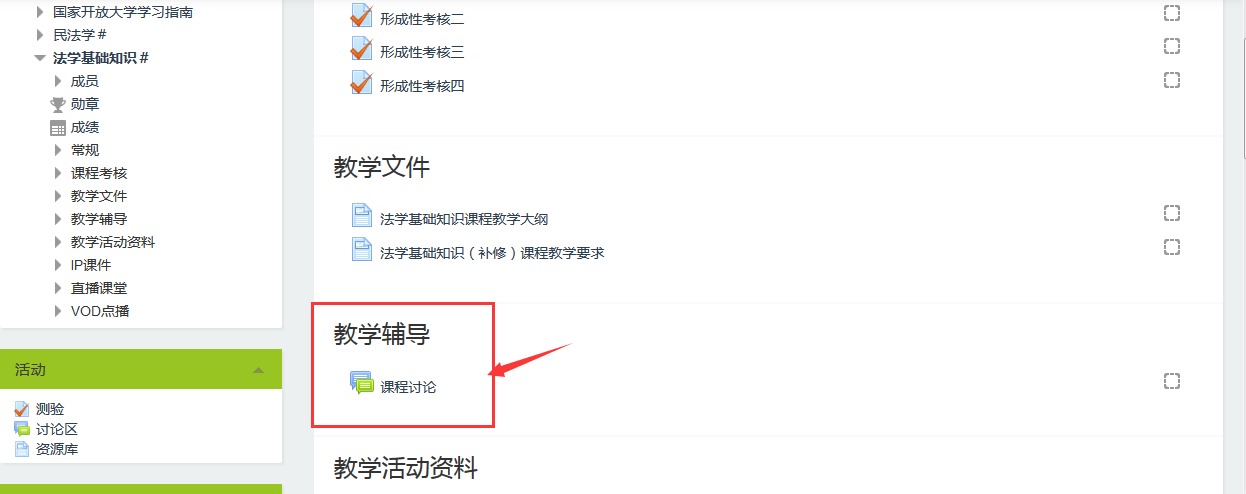 国家开放大学学习指南
民法学#
法学基础知识#
成员
勋章
成绩
常规
课程考核
教学文件
教学辅导
教学活动资料
IP课件
直播课堂
VOD点播
活动
测验
讨论区
资源库
形成性考核二
形成性考核三
形成性考核四
教学文件
法学基础知识课程教学大纲
法学基础知识（补修）课程教学要求
教学辅导
课程讨论
教学活动资料